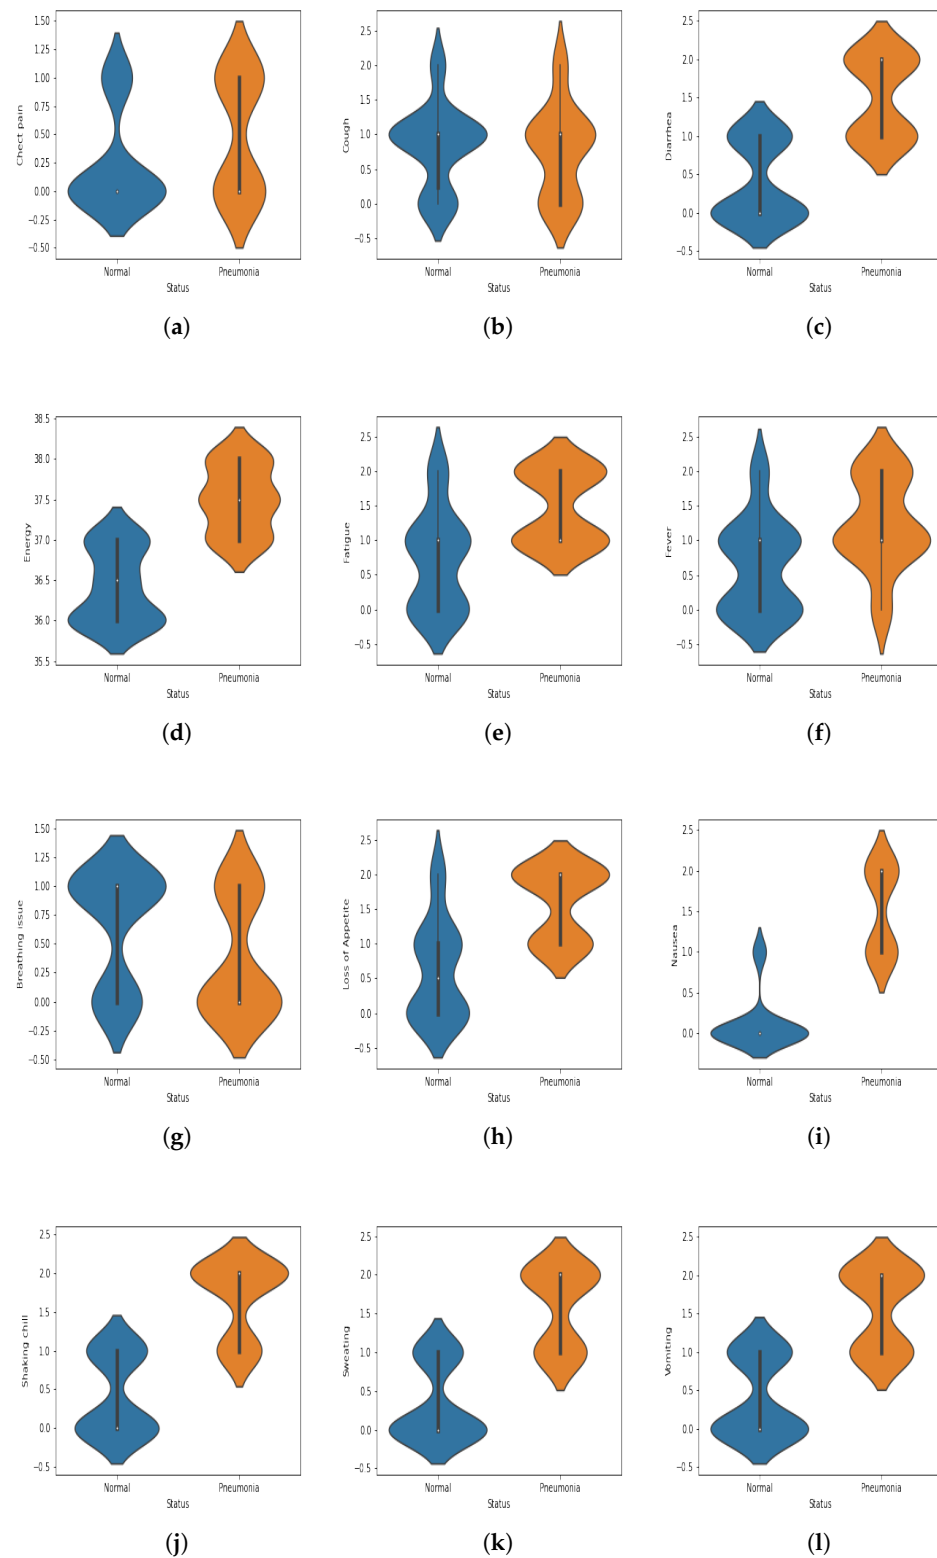 1.50
1.25
1.00
0.75
0.50
0.25
0.00
−0.25
−0.50
Chect pain
Normal Pneumonia
Status
(a)
2.5
2.0
1.5
1.0
0.5
0.0
−0.5
Cough
Normal Pneumonia
Status
(b)
2.5
2.0
1.5
1.0
0.5
0.0
−0.5
Diarrhea
Normal Pneumonia
Status
(c)
38.5
38.0
37.5
37.0
36.5
36.0
35.5
Energy
Normal Pneumonia
Status
(d)
2.5
2.0
1.5
1.0
0.5
0.0
−0.5
Fatigue
Normal Pneumonia
Status
(e)
2.5
2.0
1.5
1.0
0.5
0.0
−0.5
Fever
Normal Pneumonia
Status
(f)
1.50
1.25
1.00
0.75
0.50
0.25
0.00
−0.25
−0.50
Breathing issue
Normal Pneumonia
Status
(g)
2.5
2.0
1.5
1.0
0.5
0.0
−0.5
Loss of Appetite
Normal Pneumonia
Status
(h)
2.5
2.0
1.5
1.0
0.5
0.0
Nausea
Normal Pneumonia
Status
(i)
2.5
2.0
1.5
1.0
0.5
0.0
−0.5
Shaking chill
Normal Pneumonia
Status
(j)
2.5
2.0
1.5
1.0
0.5
0.0
−0.5
Sweating
Normal Pneumonia
Status
(k)
2.5
2.0
1.5
1.0
0.5
0.0
−0.5
Vomiting
Normal Pneumonia
Status
(l)